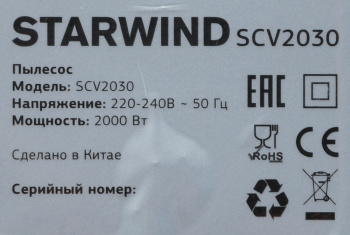 STARWIND SCV2030
Пылесос
Модель: SCV2030
Напряжение: 220-240В ~ 50 Гц
Мощность: 2000 Вт
Сделано в Китае
Серийный номер:
EAC
RoHS
CE